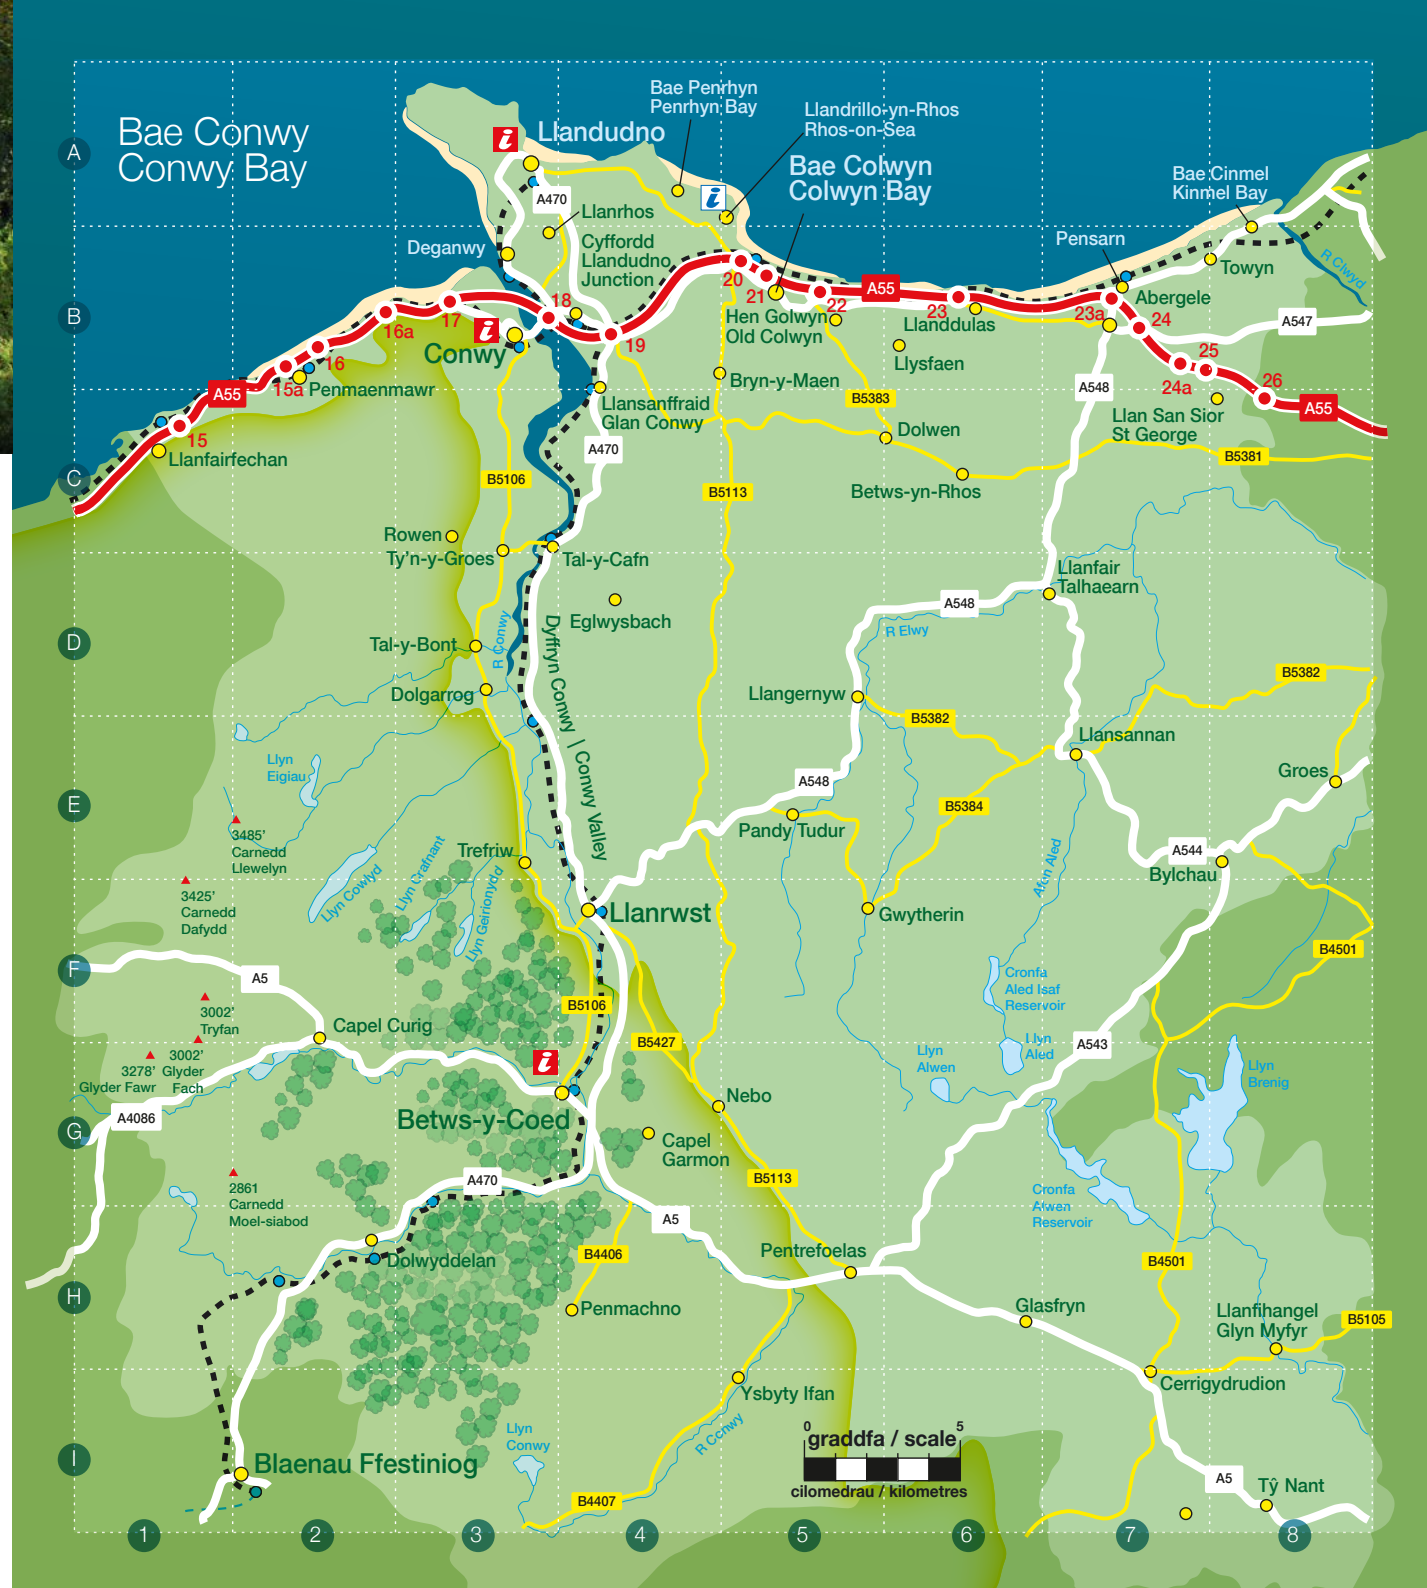 Bae Conwy
Conwy Bay
Bae Penrhyn
Penrhyn Bay
Llandrillo-yn-Rhos
Rhos-on-Sea
Llandudno
Bae Colwyn
Colwyn Bay
Bae Cinmel
Kinmel Bay
A
i
i
A470
Llanrhos
Deganwy
Cyffordd
Llandudno
Junction
Pensarn
Towyn
R Clwyd
20
21
A55
22
23
Abergele
23a
24
A547
B
16a
17
18
i
Conwy
19
Hen Golwyn
Old Colwyn
Llanddulas
Llysfaen
25
24a
26
A55
15a
16
Penmaenmawr
A55
15
Llanfairfechan
Llansanffraid
Glan Conwy
Bryn-y-Maen
B5383
A548
Llan San Sior
St George
Dolwen
A470
B5381
C
B5106
B5113
Betws-yn-Rhos
Rowen
Ty'n-y-Groes
Tal-y-Cafn
Llanfair
Talhaearn
A548
Eglwysbach
R Elwy
D
Tal-y-Bont
R Conwy
Dyffryn Conwy | Conwy Valley
Dolgarrog
Llangernyw
B5382
B5382
Llansannan
Llyn
Eigiau
Groes
A548
E
B5384
Pandy Tudur
3485'
Carnedd
Llewelyn
Trefriw
Llyn Cowlyd
Llyn Crafnant
Llyn Geirionydd
Afon Aled
A544
Bylchau
3425'
Carnedd
Dafydd
Llanrwst
Gwytherin
B4501
F
A5
Cronfa
Aled Isaf
Reservoir
3002'
Tryfan
Capel Curig
B5106
B5427
Llyn
Aled
A543
3278'
Glyder Fawr
3002'
Glyder
Fach
i
Llyn
Alwen
Llyn
Brenig
Nebo
G
A4086
Betws-y-Coed
Capel
Garmon
2861
Carnedd
Moel-siabod
A470
B5113
Cronfa
Alwen
Reservoir
A5
Pentrefoelas
Dolwyddelan
B4406
B4501
H
Penmachno
Glasfryn
Llanfihangel
Glyn Myfyr
B5105
Cerrigydrudion
Ysbyty Ifan
R Conwy
Llyn
Conwy
0
5
graddfa / scale
cilomedrau / kilometres
I
Blaenau Ffestiniog
B4407
A5
Tŷ Nant
1
2
3
4
5
6
7
8